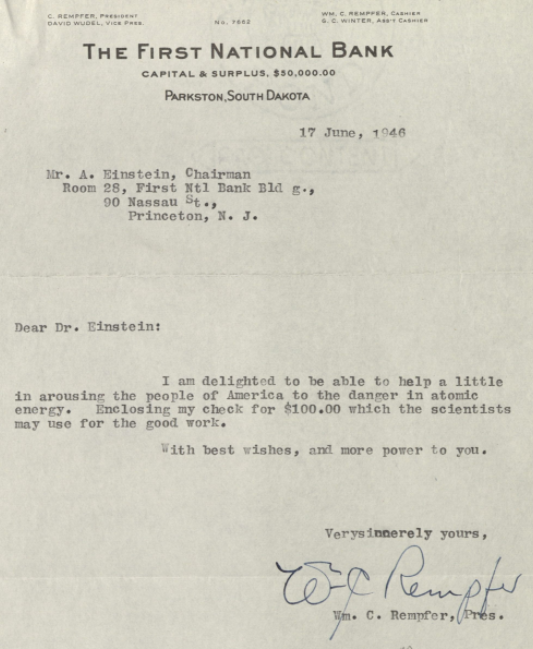 C. REMPFER, PRESIDENT
DAVID WUDEL, VICE PRES.
No. 7662
WM. C. REMPFER, CASHIER
G. C. WINTER, ASS'T CASHIER
THE FIRST NATIONAL BANK
CAPITAL & SURPLUS, $50,000.00
PARKSTON, SOUTH DAKOTA
17 June, 1946
Mr. A. Einstein, Chairman
Room 28, First Ntl Bank Bld g.,
90 Nassau St.,
Princeton, N. J.
Dear Dr. Einstein:
I am delighted to be able to help a little
in arousing the people of America to the danger in atomic
energy. Enclosing my check for $100.00 which the scientists
may use for the good work.
With best wishes, and more power to you.
Verysinnerely yours,
Wm C Rempfer
Wm. C. Rempfer, Pres.